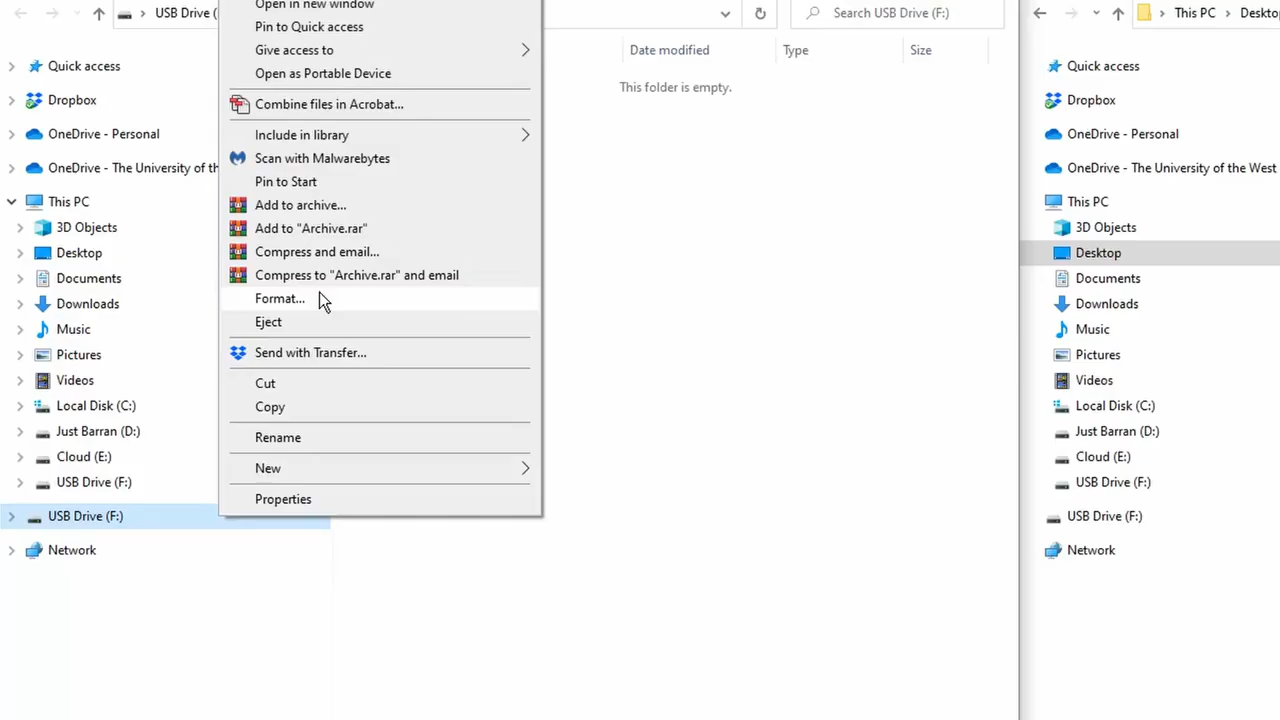 USB Drive (
Search USB Drive (F:)
This PC
Deskto
Open in new window
Pin to Quick access
Give access to
Open as Portable Device
Combine files in Acrobat...
Include in library
Scan with Malwarebytes
Pin to Start
Add to archive...
Add to "Archive.rar"
Compress and email...
Compress to "Archive.rar" and email
Format...
Eject
Send with Transfer...
Cut
Copy
Rename
New
Properties
Date modified
Type
Size
This folder is empty.
Quick access
Dropbox
OneDrive - Personal
OneDrive - The University of th
This PC
3D Objects
Desktop
Documents
Downloads
Music
Pictures
Videos
Local Disk (C:)
Just Barran (D:)
Cloud (E:)
USB Drive (F:)
USB Drive (F:)
Network
Quick access
Dropbox
OneDrive - Personal
OneDrive - The University of the West
This PC
3D Objects
Desktop
Documents
Downloads
Music
Pictures
Videos
Local Disk (C:)
Just Barran (D:)
Cloud (E:)
USB Drive (F:)
USB Drive (F:)
Network